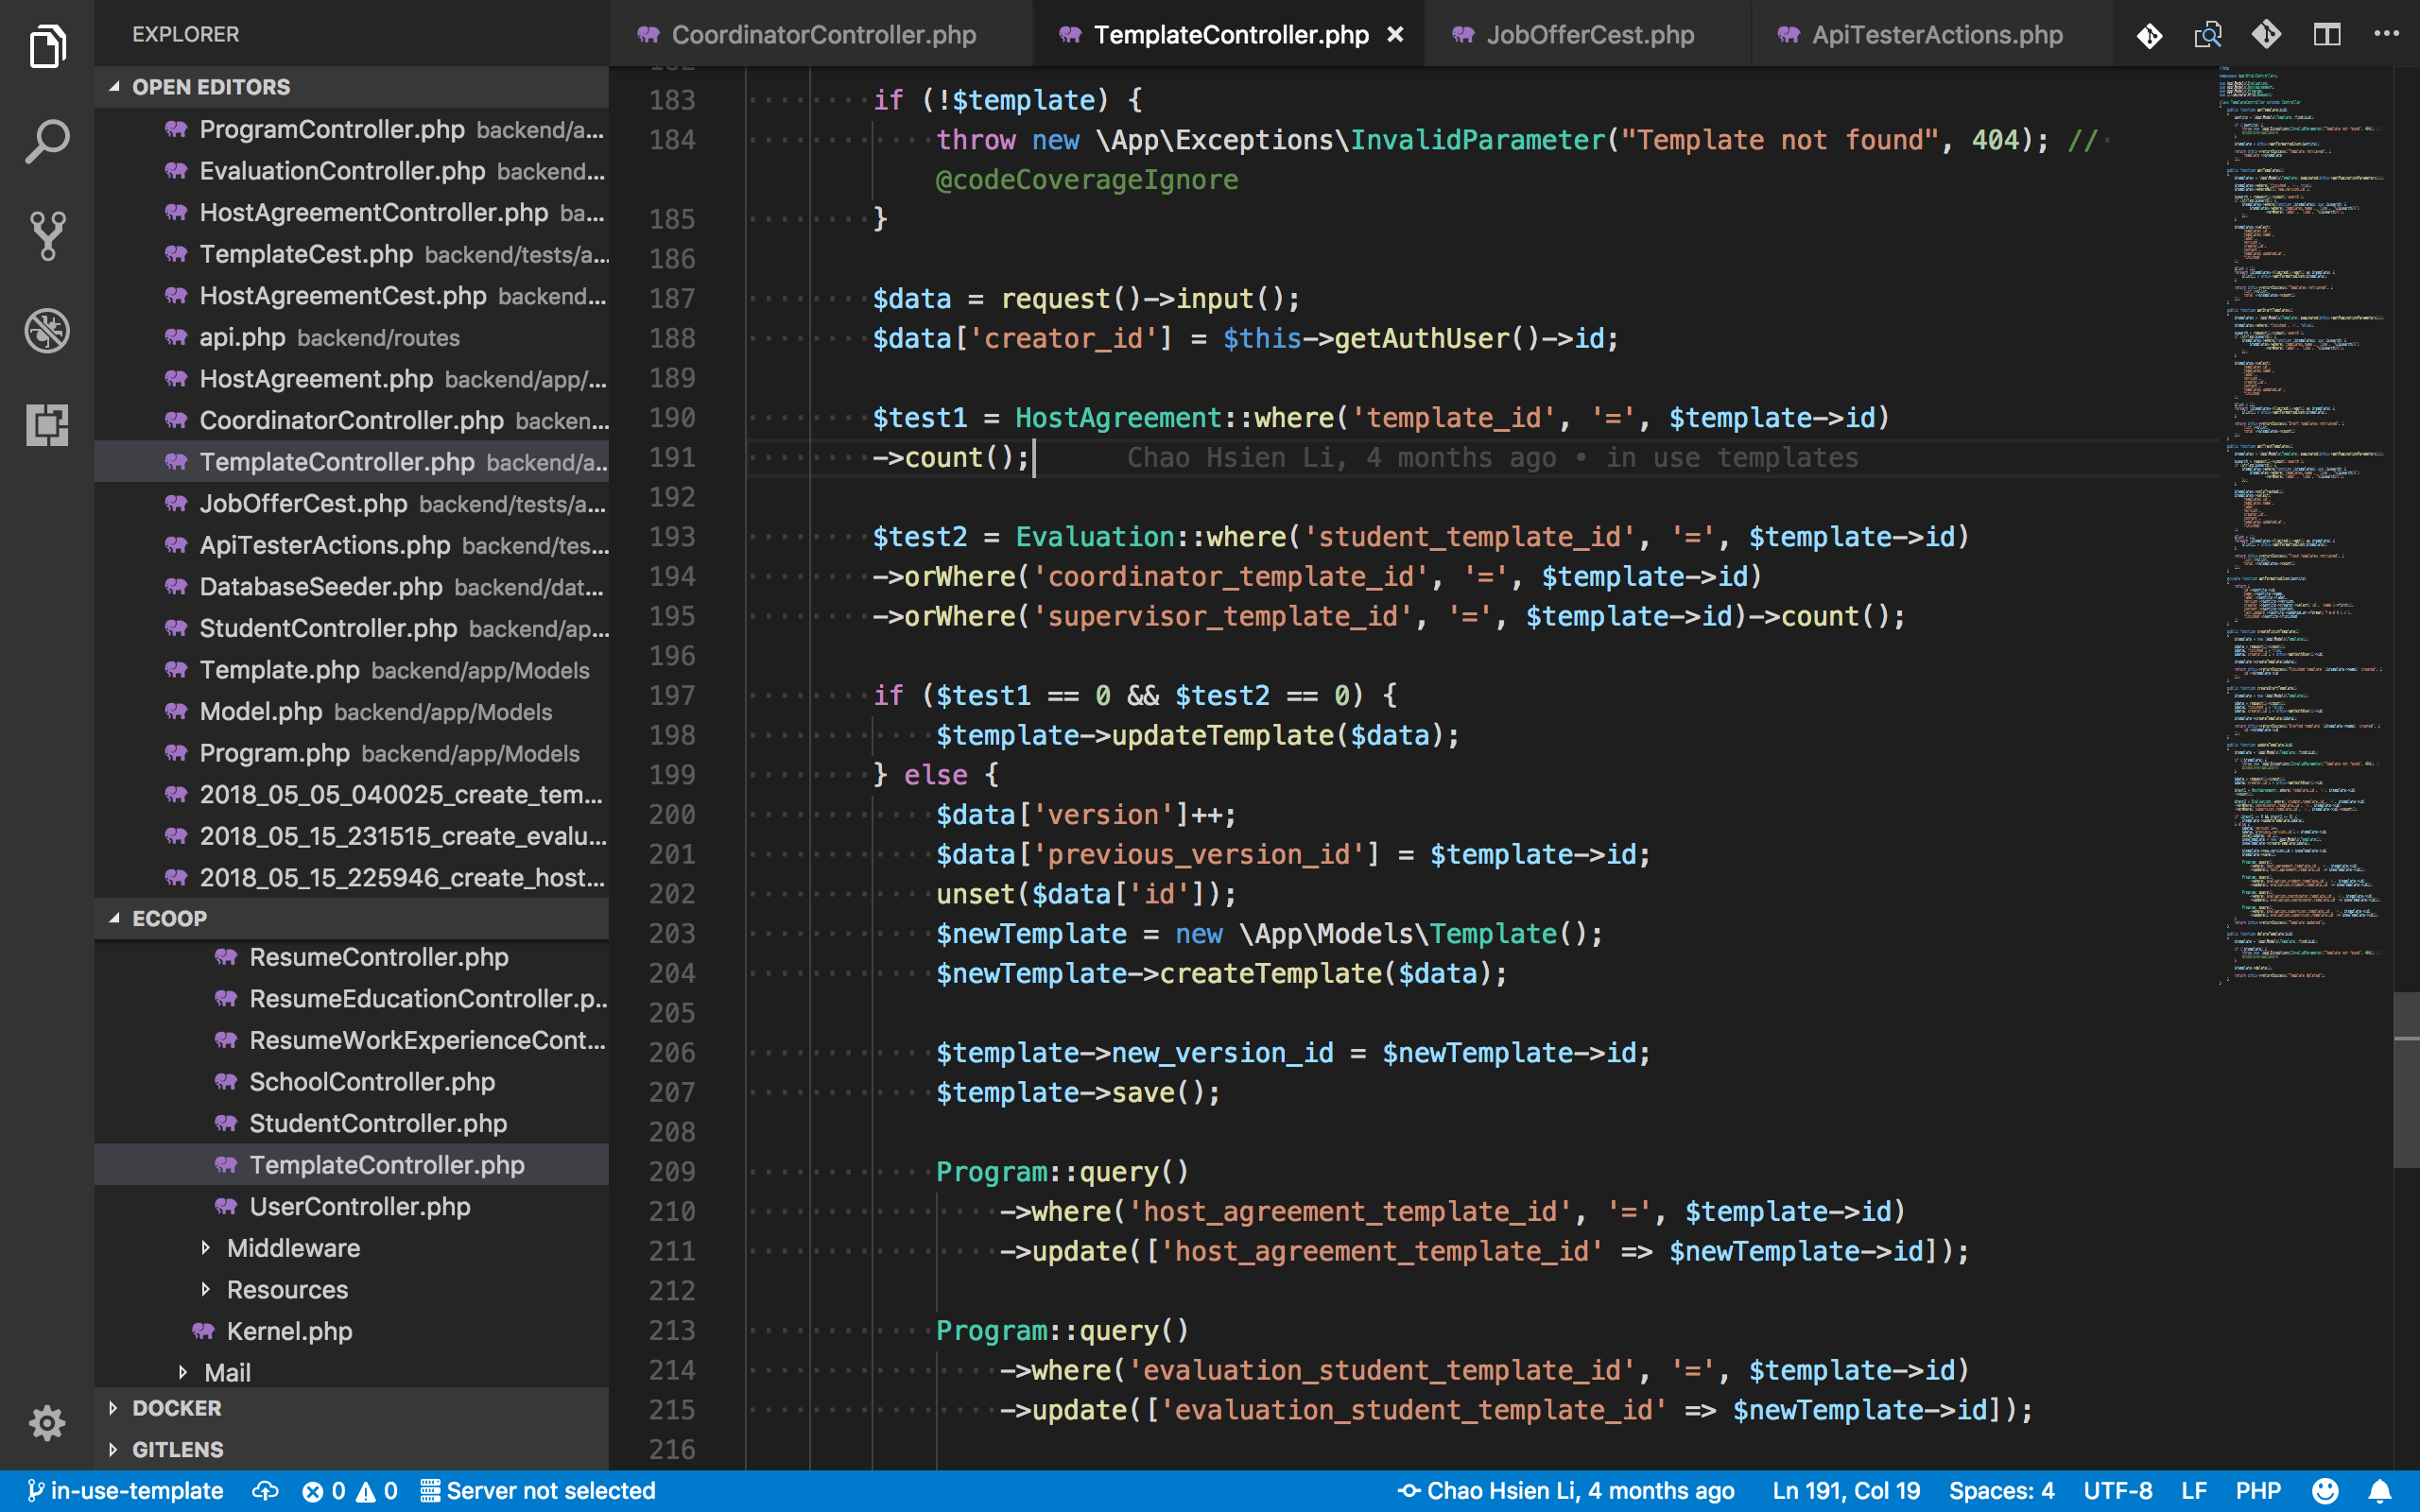 EXPLORER
OPEN EDITORS
ProgramController.php backend/a...
EvaluationController.php backend...
HostAgreementController.php ba...
TemplateCest.php backend/tests/a...
HostAgreementCest.php backend...
api.php backend/routes
HostAgreement.php backend/app/...
CoordinatorController.php backen...
TemplateController.php backend/a...
JobOfferCest.php backend/tests/a...
ApiTesterActions.php backend/tes...
DatabaseSeeder.php backend/dat...
StudentController.php backend/ap...
Template.php backend/app/Models
Model.php backend/app/Models
Program.php backend/app/Models
2018_05_05_040025_create_tem...
2018_05_15_231515_create_evalu...
2018_05_15_225946_create_host...
ECOOP
ResumeController.php
ResumeEducationController.p...
ResumeWorkExperienceCont...
SchoolController.php
StudentController.php
TemplateController.php
UserController.php
Middleware
Resources
Kernel.php
Mail
DOCKER
GITLENS
CoordinatorController.php TemplateController.php × JobOfferCest.php ApiTesterActions.php
183 if (!$template) {
184 throw new \App\Exceptions\InvalidParameter("Template not found", 404); //
@codeCoverageIgnore
185 }
186
187 $data = request()->input();
188 $data['creator_id'] = $this->getAuthUser()->id;
189
190 $test1 = HostAgreement::where('template_id', '=', $template->id)
191 ->count(); Chao Hsien Li, 4 months ago • in use templates
192
193 $test2 = Evaluation::where('student_template_id', '=', $template->id)
194 ->orWhere('coordinator_template_id', '=', $template->id)
195 ->orWhere('supervisor_template_id', '=', $template->id)->count();
196
197 if ($test1 == 0 && $test2 == 0) {
198 $template->updateTemplate($data);
199 } else {
200 $data['version']++;
201 $data['previous_version_id'] = $template->id;
202 unset($data['id']);
203 $newTemplate = new \App\Models\Template();
204 $newTemplate->createTemplate($data);
205
206 $template->new_version_id = $newTemplate->id;
207 $template->save();
208
209 Program::query()
210 ->where('host_agreement_template_id', '=', $template->id)
211 ->update(['host_agreement_template_id' => $newTemplate->id]);
212
213 Program::query()
214 ->where('evaluation_student_template_id', '=', $template->id)
215 ->update(['evaluation_student_template_id' => $newTemplate->id]);
216
in-use-template 0 0 Server not selected Chao Hsien Li, 4 months ago Ln 191, Col 19 Spaces: 4 UTF-8 LF PHP